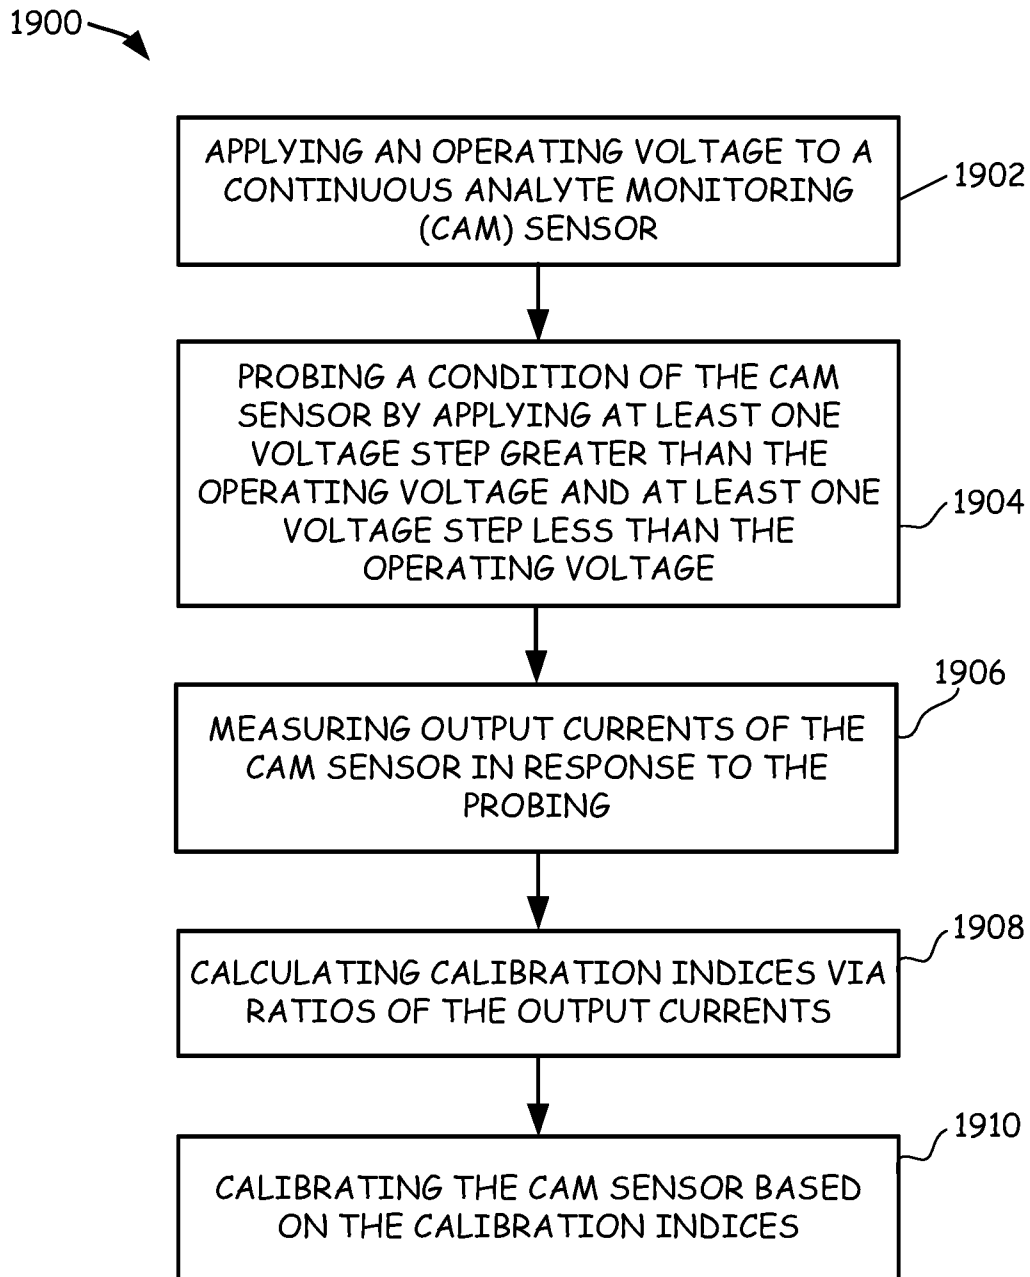 1900
APPLYING AN OPERATING VOLTAGE TO A
CONTINUOUS ANALYTE MONITORING
(CAM) SENSOR
1902
PROBING A CONDITION OF THE CAM
SENSOR BY APPLYING AT LEAST ONE
VOLTAGE STEP GREATER THAN THE
OPERATING VOLTAGE AND AT LEAST ONE
VOLTAGE STEP LESS THAN THE
OPERATING VOLTAGE
1904
MEASURING OUTPUT CURRENTS OF THE
CAM SENSOR IN RESPONSE TO THE
PROBING
1906
CALCULATING CALIBRATION INDICES VIA
RATIOS OF THE OUTPUT CURRENTS
1908
CALIBRATING THE CAM SENSOR BASED
ON THE CALIBRATION INDICES
1910